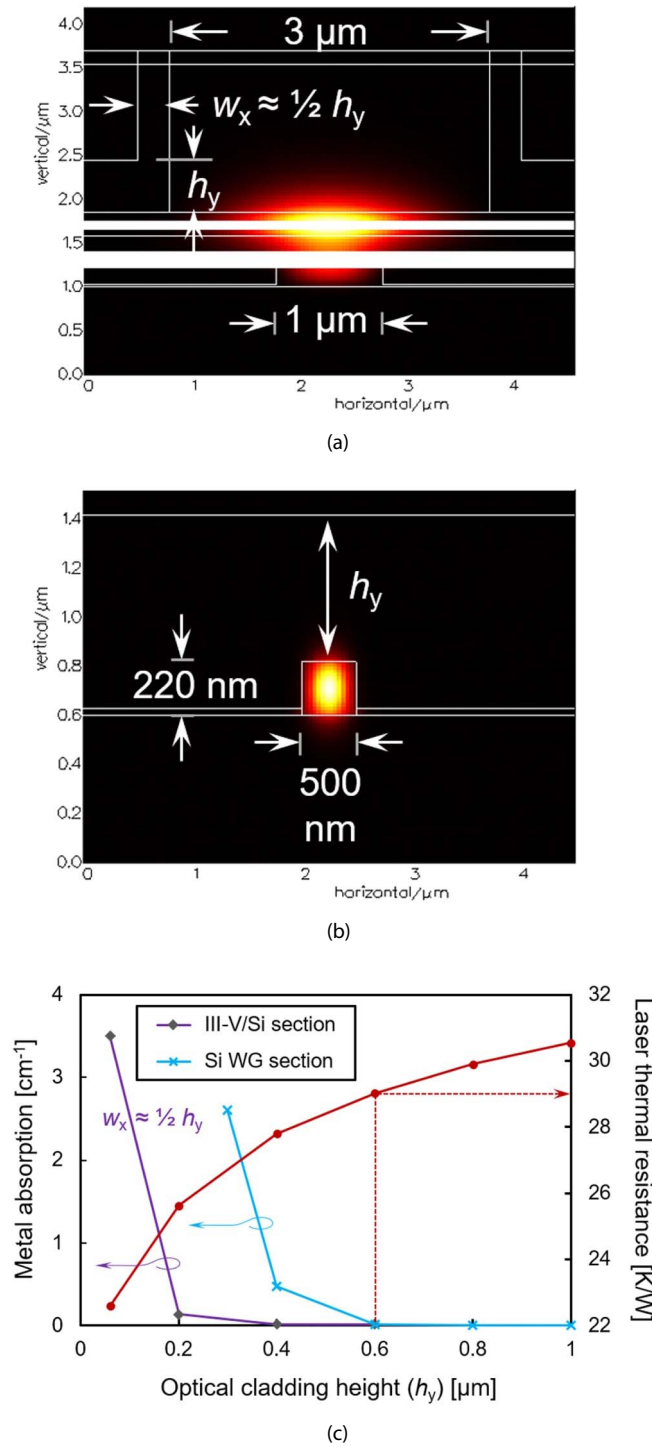 4.0
3 μm
3.5
3.0
wx ≈ ½ hy
vertical/μm
2.5
hy
2.0
1.5
1.0
1 μm
0.5
0.0
0 1 2 3 4
horizontal/μm
(a)
1.4
1.2
hy
1.0
vertical/μm
0.8
220 nm
0.6
0.4
500
nm
0.2
0.0
0 1 2 3 4
horizontal/μm
(b)
4 32
III-V/Si section
Si WG section
30
3
wx ≈ ½ hy
28
Metal absorption [cm-1]
Laser thermal resistance [K/W]
2
26
1
24
0 22
0 0.2 0.4 0.6 0.8 1
Optical cladding height (hy) [μm]
(c)